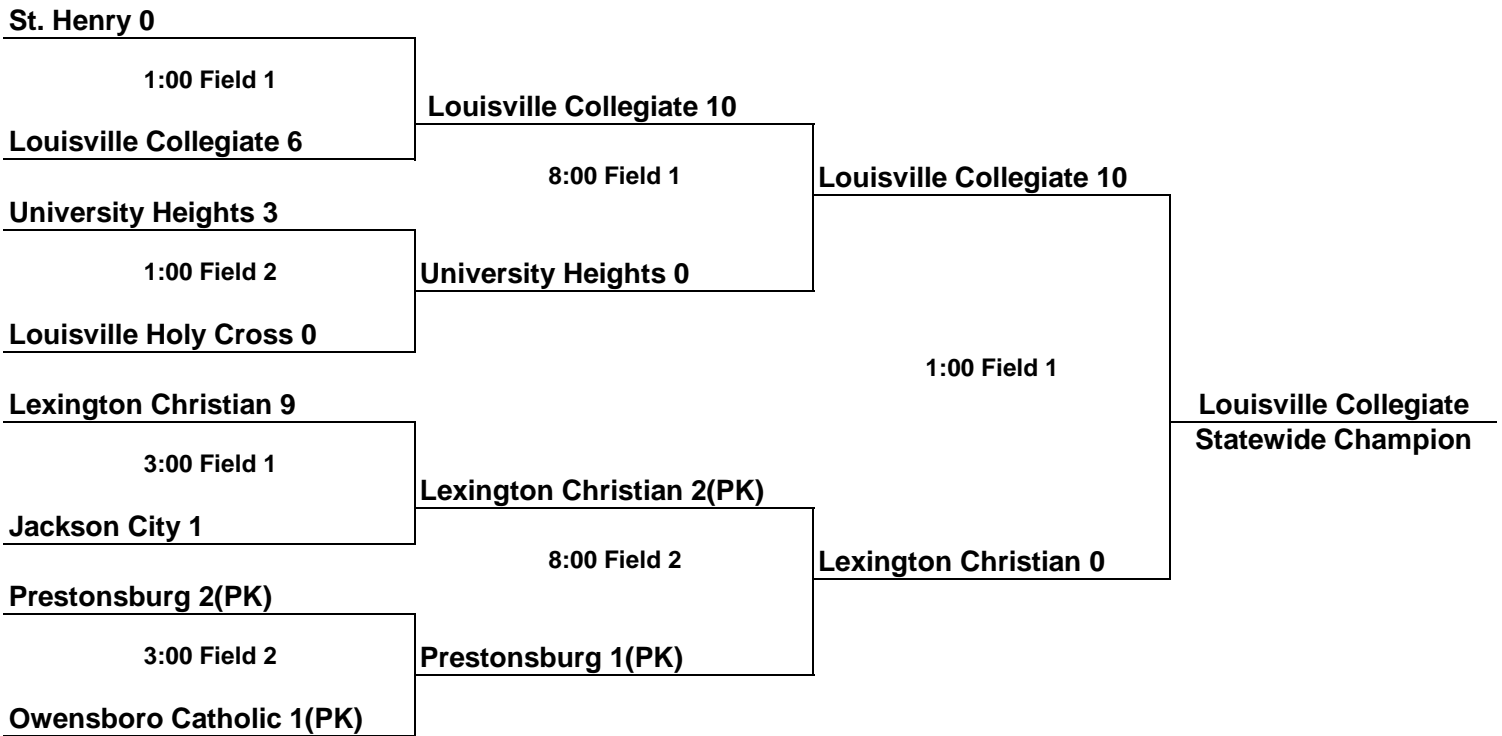 St. Henry 0
1:00 Field 1
Louisville Collegiate 10
Louisville Collegiate 6
8:00 Field 1
Louisville Collegiate 10
University Heights 3
1:00 Field 2
University Heights 0
Louisville Holy Cross 0
1:00 Field 1
Lexington Christian 9
Louisville Collegiate
Statewide Champion
3:00 Field 1
Lexington Christian 2(PK)
Jackson City 1
8:00 Field 2
Lexington Christian 0
Prestonsburg 2(PK)
3:00 Field 2
Prestonsburg 1(PK)
Owensboro Catholic 1(PK)